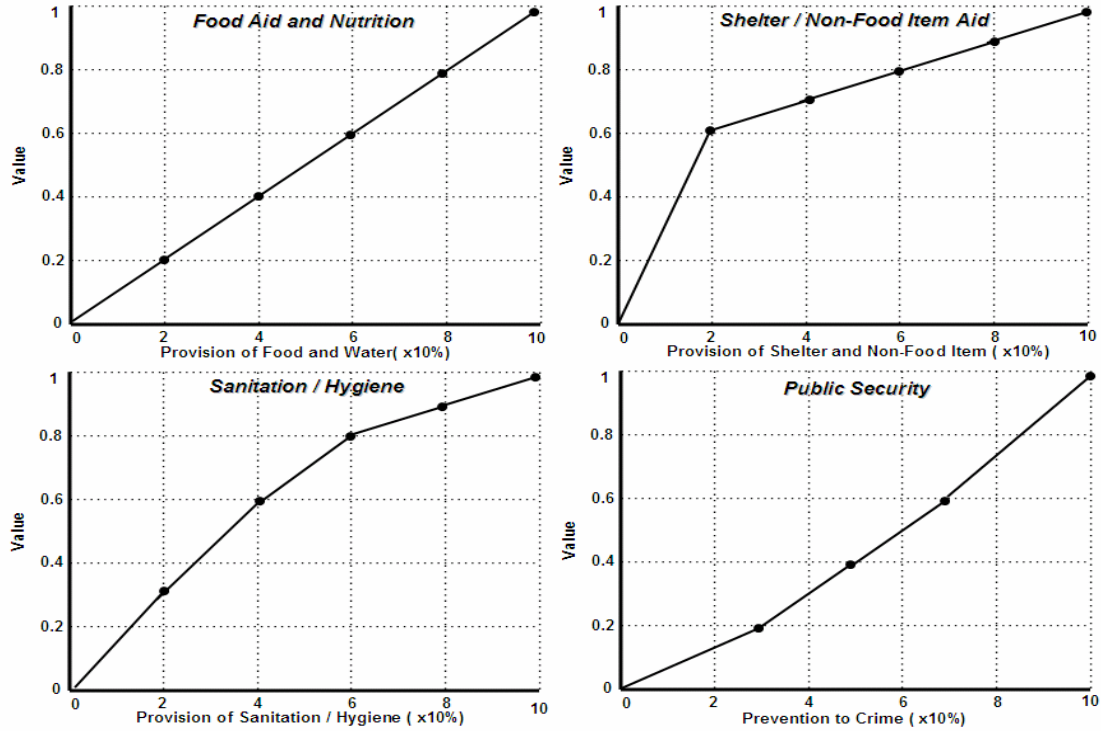 Food Aid and Nutrition
1
0.8
0.6
0.4
0.2
0
Value
0 2 4 6 8 10
Provision of Food and Water( x10%)
Shelter / Non-Food Item Aid
1
0.8
0.6
0.4
0.2
0
Value
0 2 4 6 8 10
Provision of Shelter and Non-Food Item ( x10%)
Sanitation / Hygiene
1
0.8
0.6
0.4
0.2
0
Value
0 2 4 6 8 10
Provision of Sanitation / Hygiene ( x10%)
Public Security
1
0.8
0.6
0.4
0.2
0
Value
0 2 4 6 8 10
Prevention to Crime ( x10%)